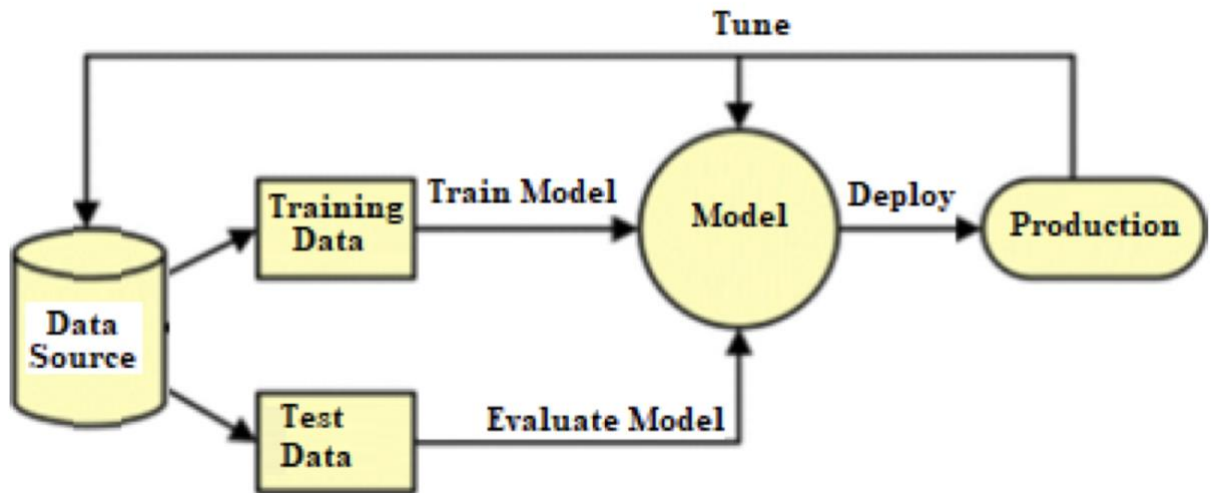 Tune
Training
Data
Train Model
Model
Deploy
Production
Data
Source
Test
Data
Evaluate Model